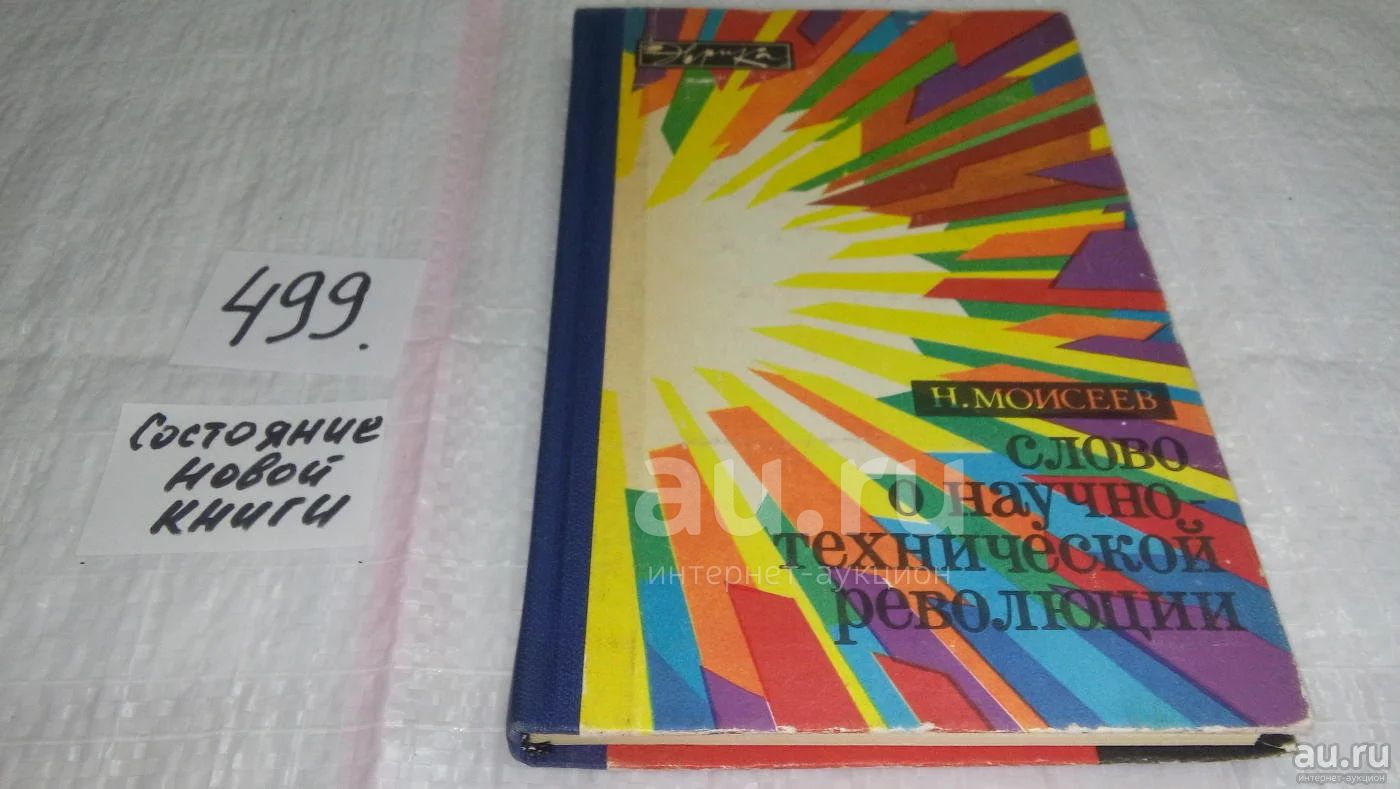 Эврика
499.
Состояние
новой
книги
Н. МОИСЕЕВ
СЛОВО
О НАУЧНО-
ТЕХНИЧЕСКОЙ
РЕВОЛЮЦИИ
au.ru
интернет-аукцион
au.ru
интернет-аукцион